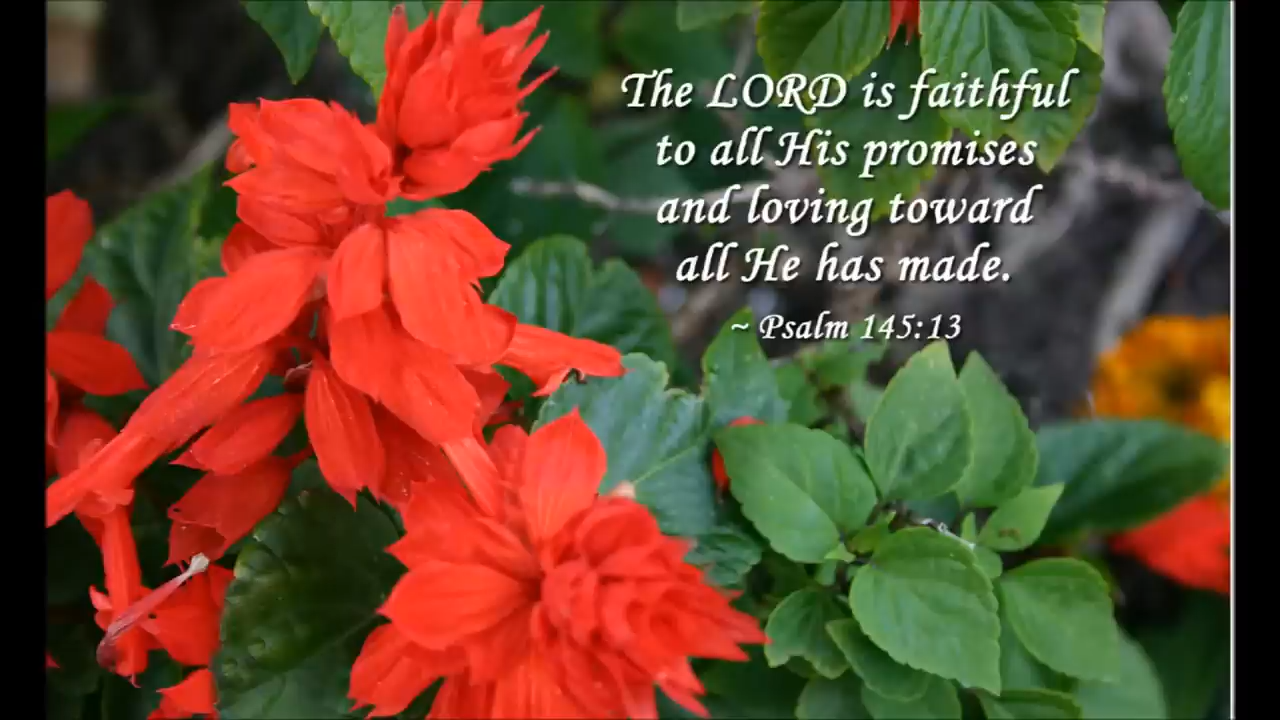 The LORD is faithful
to all His promises
and loving toward
all He has made.
~ Psalm 145:13